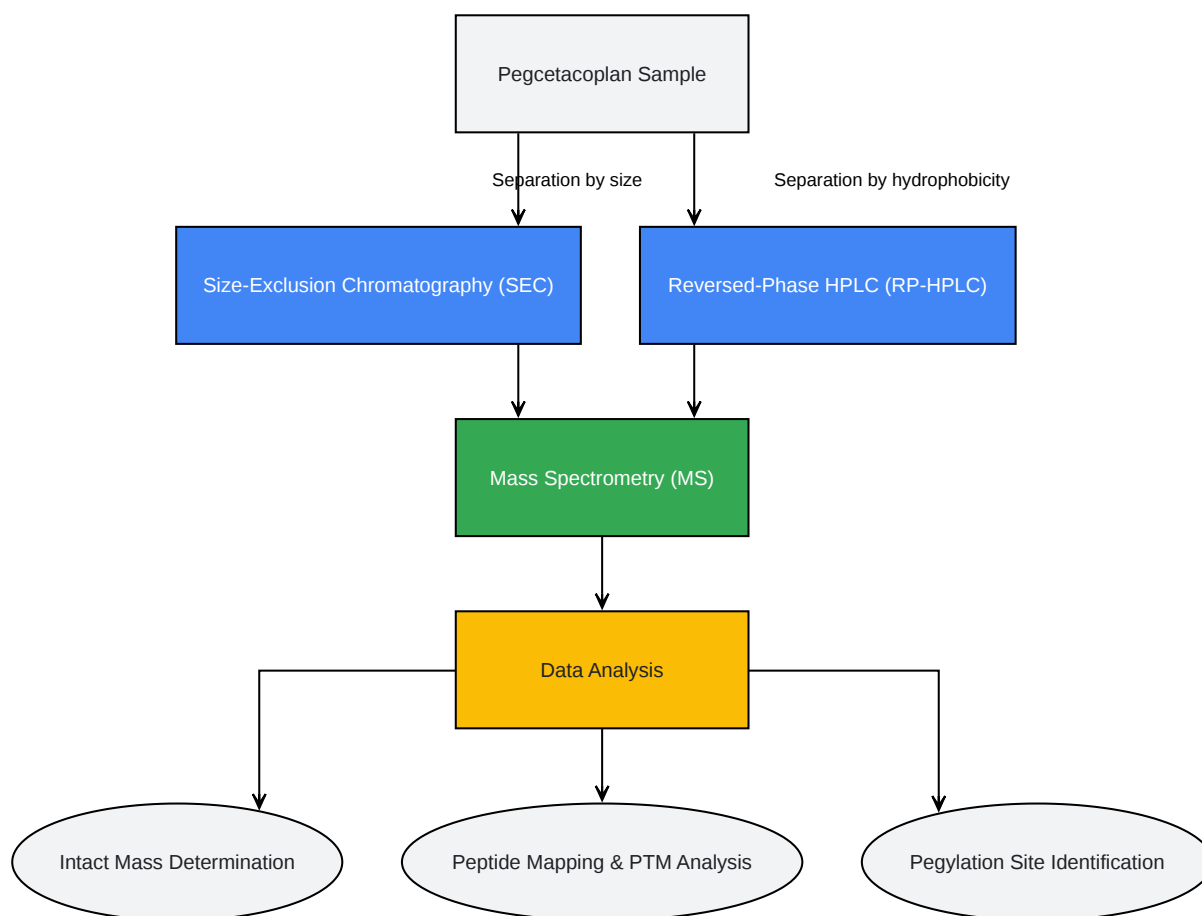 Pegcetacoplan Sample
Separation by size
Separation by hydrophobicity
Size-Exclusion Chromatography (SEC)
Reversed-Phase HPLC (RP-HPLC)
Mass Spectrometry (MS)
Data Analysis
Intact Mass Determination
Peptide Mapping & PTM Analysis
Pegylation Site Identification